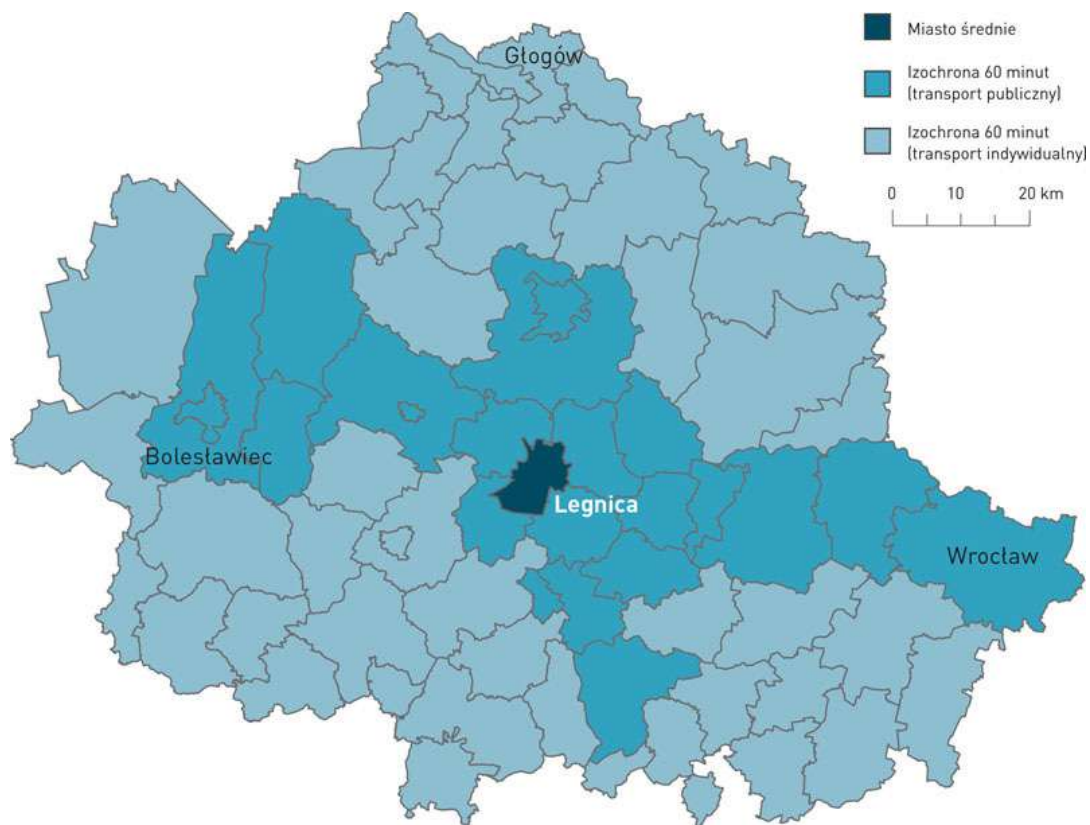 Głogów
Miasto średnie
Izochrona 60 minut
(transport publiczny)
Izochrona 60 minut
(transport indywidualny)
0 10 20 km
Bolesławiec
Legnica
Wrocław